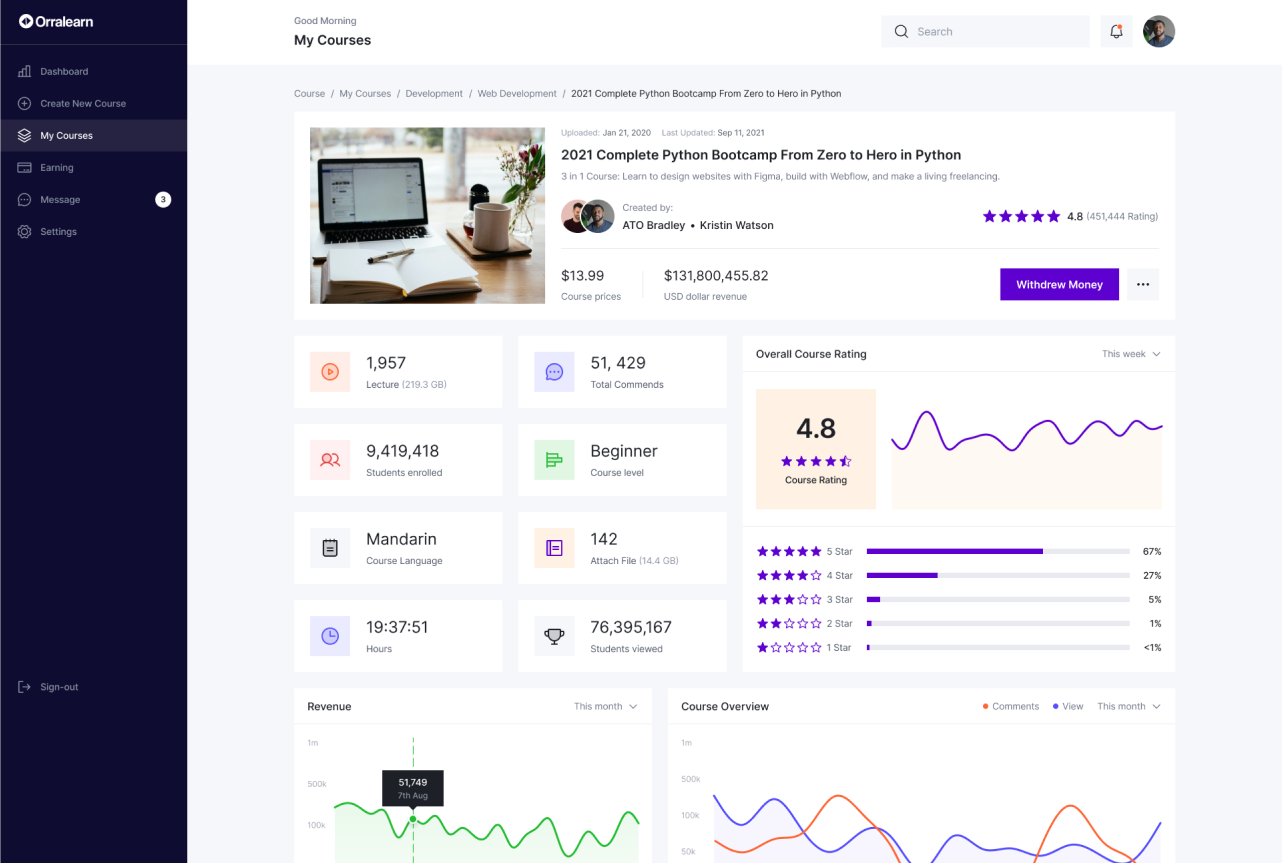 Orralearn
Dashboard
Create New Course
My Courses
Earning
Message 3
Settings
Sign-out
Good Morning
My Courses
Search
Course / My Courses / Development / Web Development / 2021 Complete Python Bootcamp From Zero to Hero in Python
Uploaded: Jan 21, 2020 Last Updated: Sep 11, 2021
2021 Complete Python Bootcamp From Zero to Hero in Python
3 in 1 Course: Learn to design websites with Figma, build with Webflow, and make a living freelancing.
Created by:
ATO Bradley • Kristin Watson
4.8 (451,444 Rating)
$13.99
Course prices
$131,800,455.82
USD dollar revenue
Withdrew Money
1,957
Lecture (219.3 GB)
51, 429
Total Commends
9,419,418
Students enrolled
Beginner
Course level
Mandarin
Course Language
142
Attach File (14.4 GB)
19:37:51
Hours
76,395,167
Students viewed
Overall Course Rating
This week
4.8
Course Rating
5 Star 67%
4 Star 27%
3 Star 5%
2 Star 1%
1 Star <1%
Revenue
This month
1m
500k
100k
51,749
7th Aug
Course Overview
Comments View This month
1m
500k
100k
50k